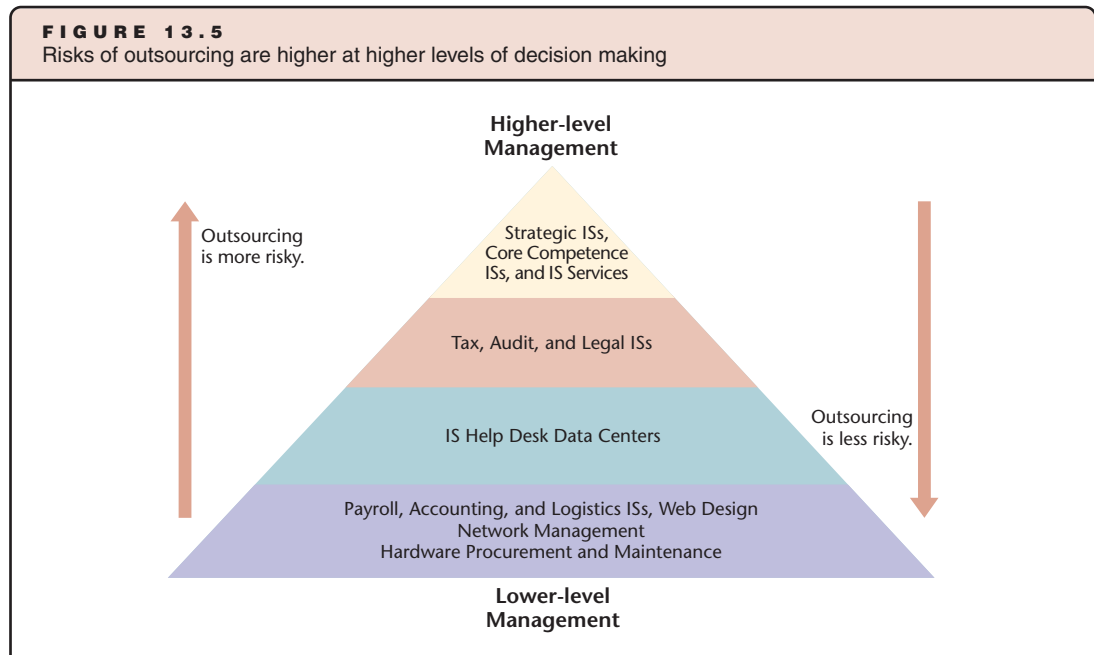 FIGURE 13.5
Risks of outsourcing are higher at higher levels of decision making
Higher-level
Management
Outsourcing
is more risky.
Strategic ISs,
Core Competence
ISs, and IS Services
Tax, Audit, and Legal ISs
IS Help Desk Data Centers
Outsourcing
is less risky.
Payroll, Accounting, and Logistics ISs, Web Design
Network Management
Hardware Procurement and Maintenance
Lower-level
Management